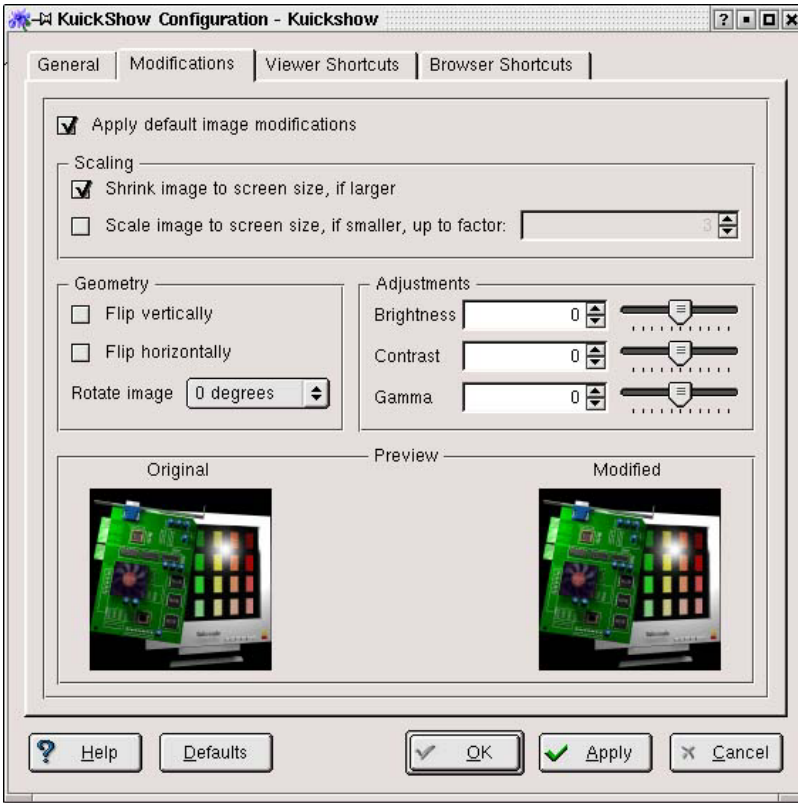 KuickShow Configuration - Kuickshow
General Modifications Viewer Shortcuts Browser Shortcuts
Apply default image modifications
Scaling
Shrink image to screen size, if larger
Scale image to screen size, if smaller, up to factor: 3
Geometry
Flip vertically
Flip horizontally
Rotate image 0 degrees
Adjustments
Brightness 0
Contrast 0
Gamma 0
Preview
Original Modified
Help Defaults OK Apply Cancel